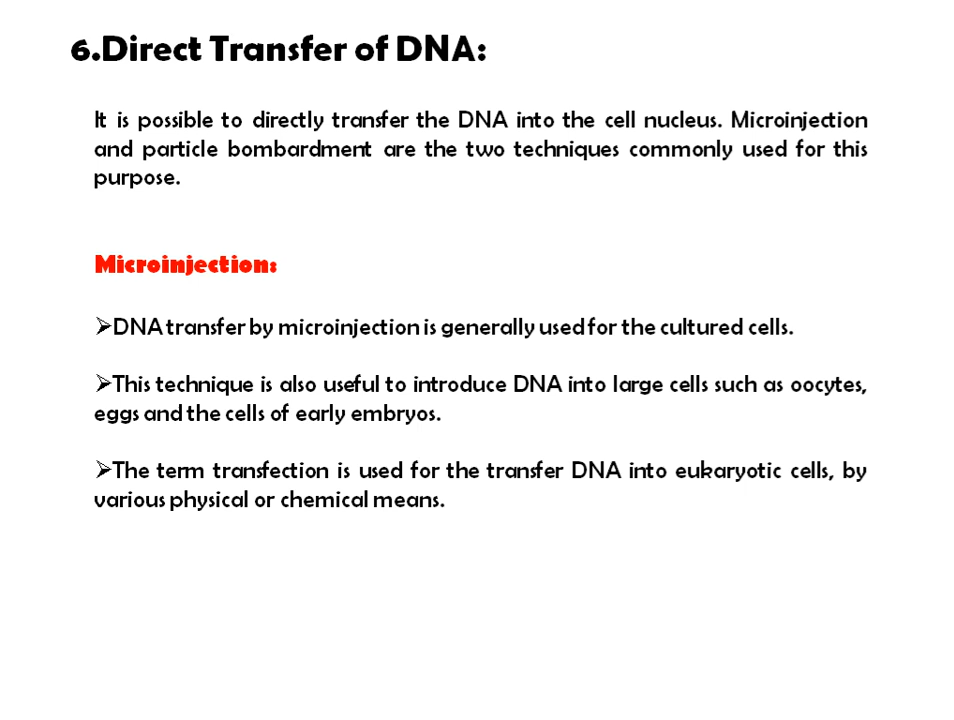 6.Direct Transfer of DNA:
It is possible to directly transfer the DNA into the cell nucleus. Microinjection
and particle bombardment are the two techniques commonly used for this
purpose.
Microinjection:
➢DNA transfer by microinjection is generally used for the cultured cells.
➢This technique is also useful to introduce DNA into large cells such as oocytes,
eggs and the cells of early embryos.
➢The term transfection is used for the transfer DNA into eukaryotic cells, by
various physical or chemical means.